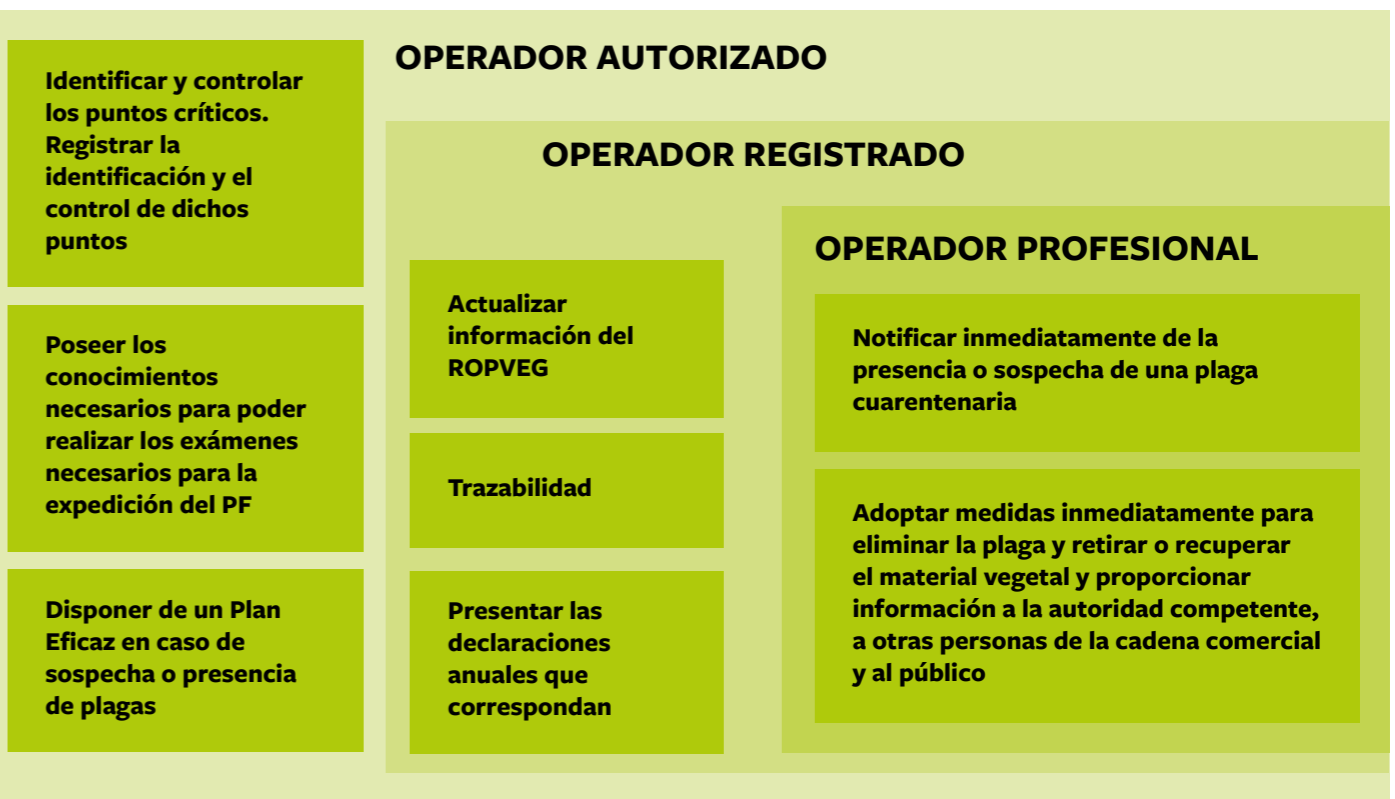 OPERADOR AUTORIZADO
Identificar y controlar
los puntos críticos.
Registrar la
identificación y el
control de dichos
puntos
Poseer los
conocimientos
necesarios para poder
realizar los exámenes
necesarios para la
expedición del PF
Disponer de un Plan
Eficaz en caso de
sospecha o presencia
de plagas
OPERADOR REGISTRADO
Actualizar
información del
ROPVEG
Trazabilidad
Presentar las
declaraciones
anuales que
correspondan
OPERADOR PROFESIONAL
Notificar inmediatamente de la
presencia o sospecha de una plaga
cuarentenaria
Adoptar medidas inmediatamente para
eliminar la plaga y retirar o recuperar
el material vegetal y proporcionar
información a la autoridad competente,
a otras personas de la cadena comercial
y al público